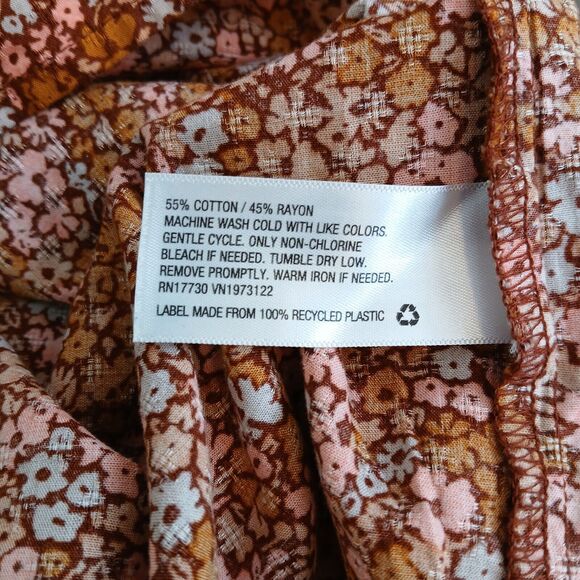 55% COTTON / 45% RAYON
MACHINE WASH COLD WITH LIKE COLORS.
GENTLE CYCLE. ONLY NON-CHLORINE
BLEACH IF NEEDED. TUMBLE DRY LOW.
REMOVE PROMPTLY. WARM IRON IF NEEDED.
RN17730 VN1973122
LABEL MADE FROM 100% RECYCLED PLASTIC